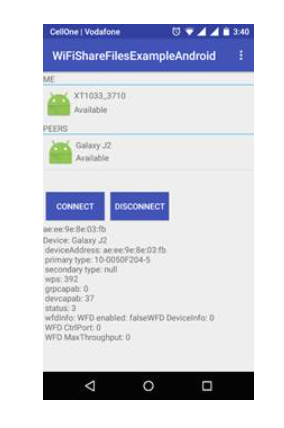 CellOne | Vodafone 3:40
WiFiShareFilesExampleAndroid
ME
XT1033_3710
Available
PEERS
Galaxy J2
Available
CONNECT DISCONNECT
ae:ee:9e:8e:03:fb
Device: Galaxy J2
deviceAddress: ae:ee:9e:8e:03:fb
primary type: 10-0050F204-5
secondary type: null
wps: 392
grpcapab: 0
devcapab: 37
status: 3
wfdInfo: WFD enabled: falseWFD DeviceInfo: 0
WFD CtrlPort: 0
WFD MaxThroughput: 0